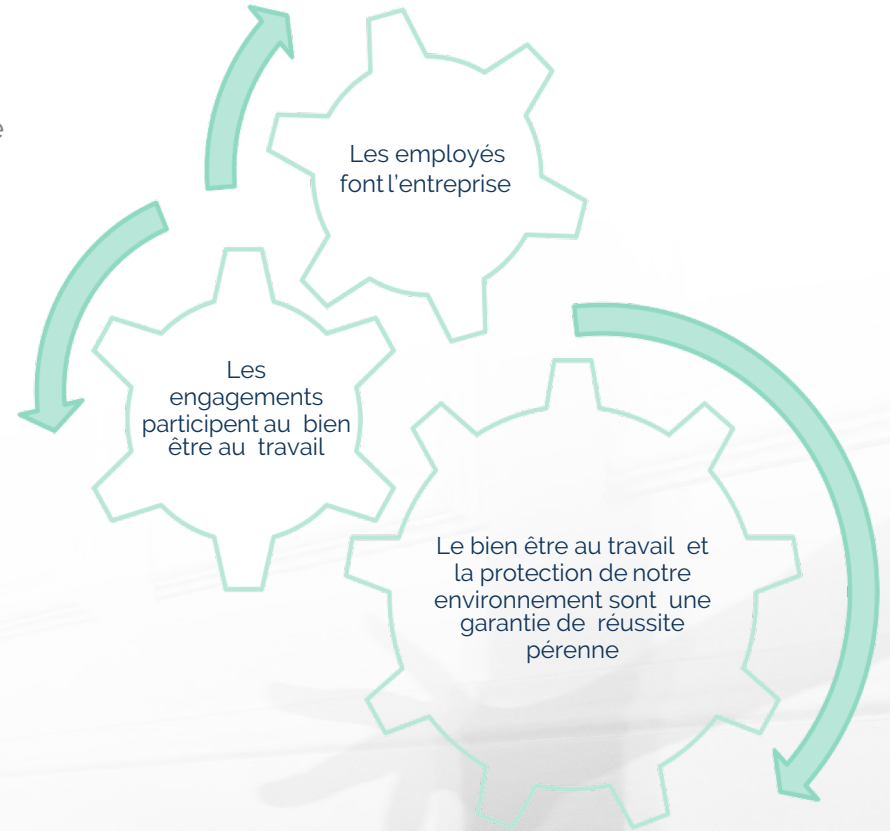 e
Les employés
font l'entreprise
Les
engagements
participent au bien
être au travail
Le bien être au travail et
la protection de notre
environnement sont une
garantie de réussite
pérenne